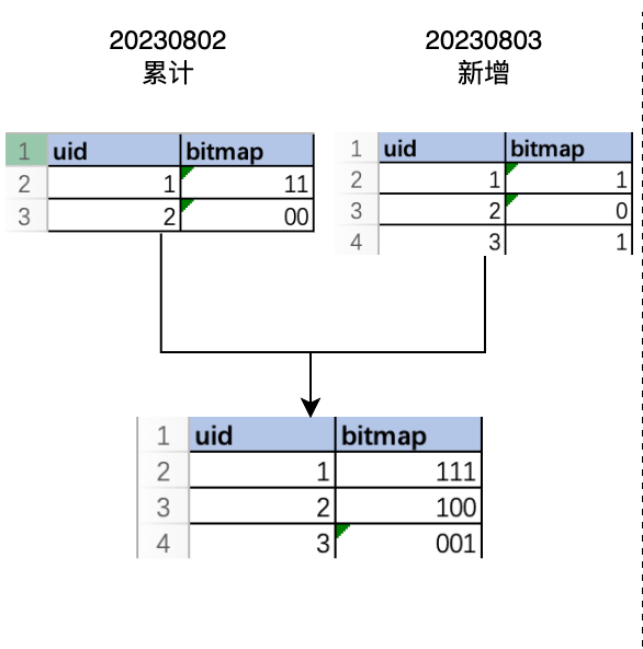 20230802
累计
20230803
新增
1 uid bitmap
2 1 11
3 2 00
1 uid bitmap
2 1 1
3 2 0
4 3 1
1 uid bitmap
2 1 111
3 2 100
4 3 001